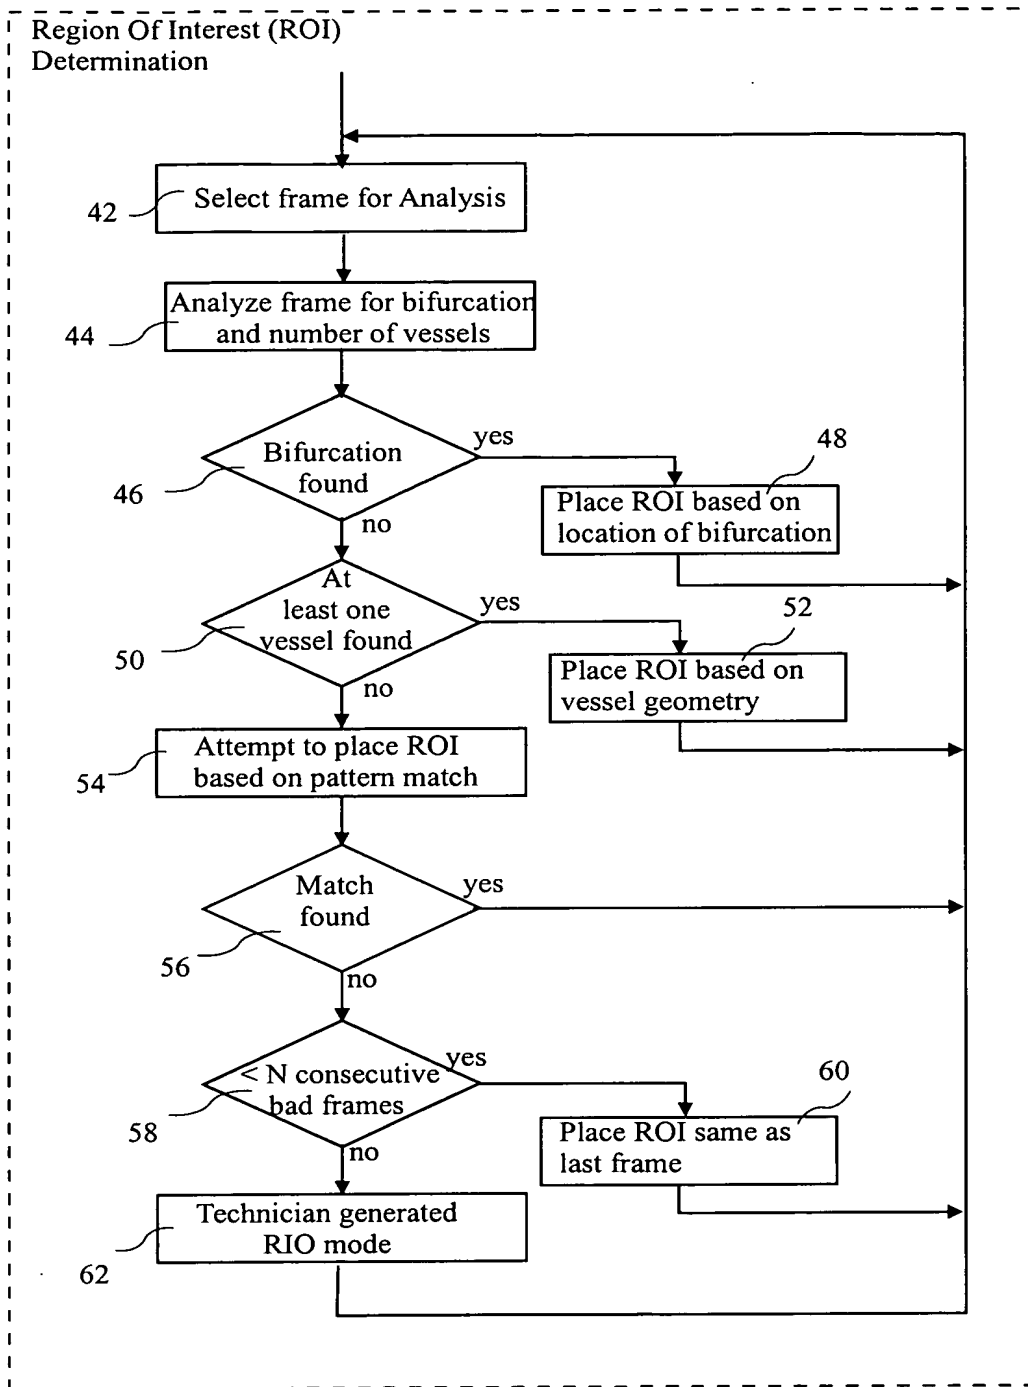 Region Of Interest (ROI)
Determination
42
Select frame for Analysis
44
Analyze frame for bifurcation
and number of vessels
46
Bifurcation
found
yes
no
48
Place ROI based on
location of bifurcation
50
At
least one
vessel found
yes
no
52
Place ROI based on
vessel geometry
54
Attempt to place ROI
based on pattern match
56
Match
found
yes
no
58
< N consecutive
bad frames
yes
no
60
Place ROI same as
last frame
62
Technician generated
RIO mode